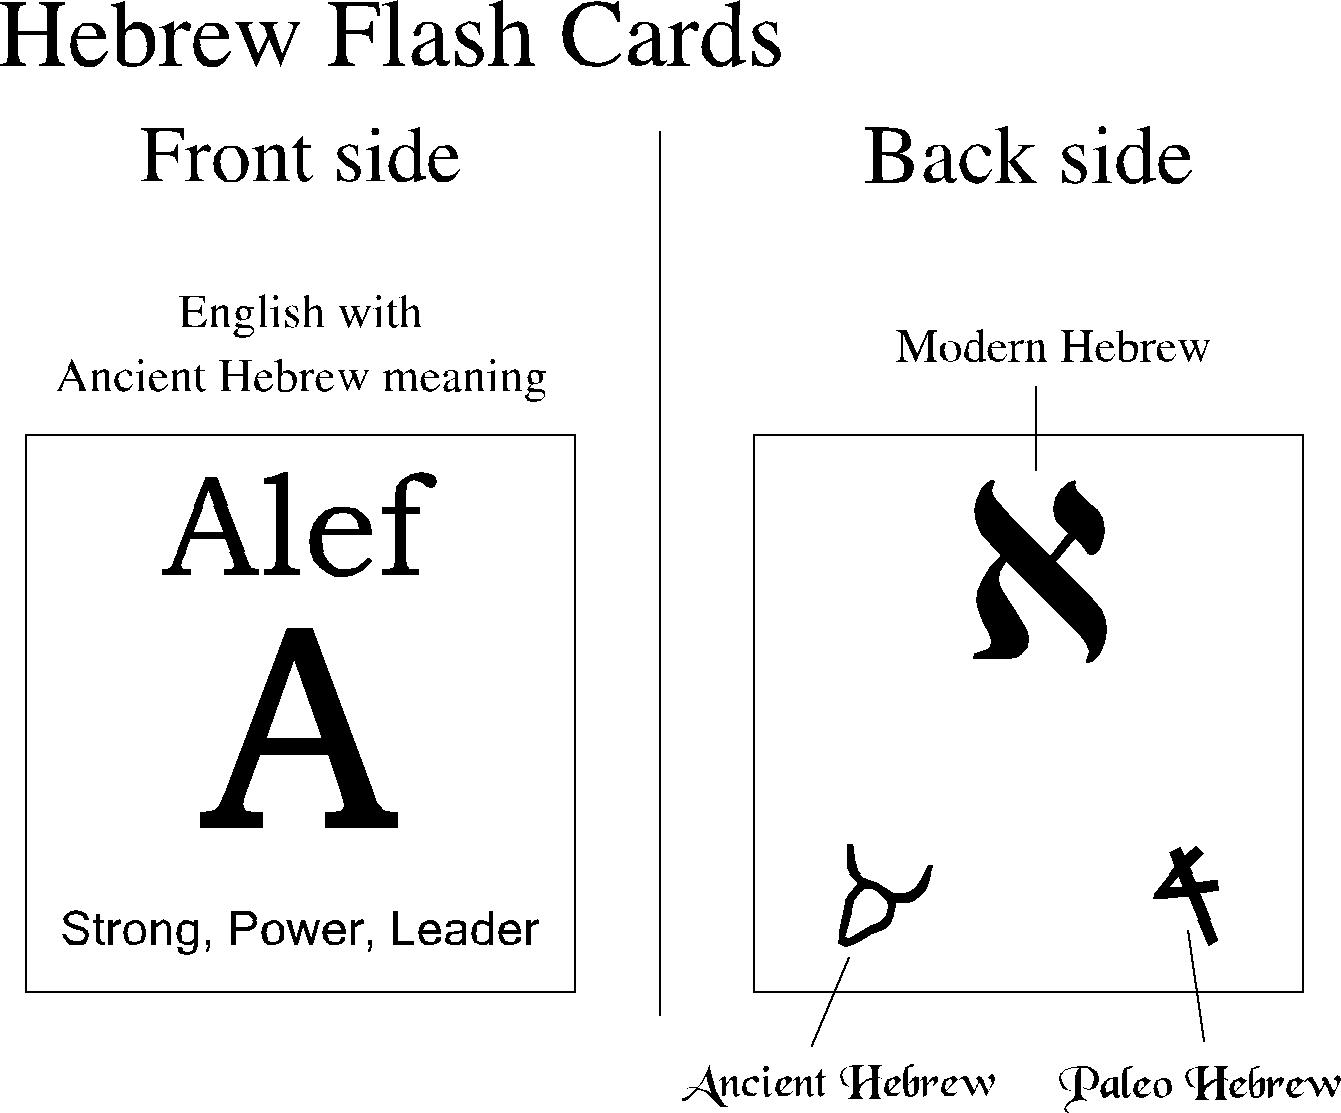 Hebrew Flash Cards
Front side
English with
Ancient Hebrew meaning
Alef
A
Strong, Power, Leader
Back side
Modern Hebrew
א
𐤀
Ancient Hebrew
Paleo Hebrew